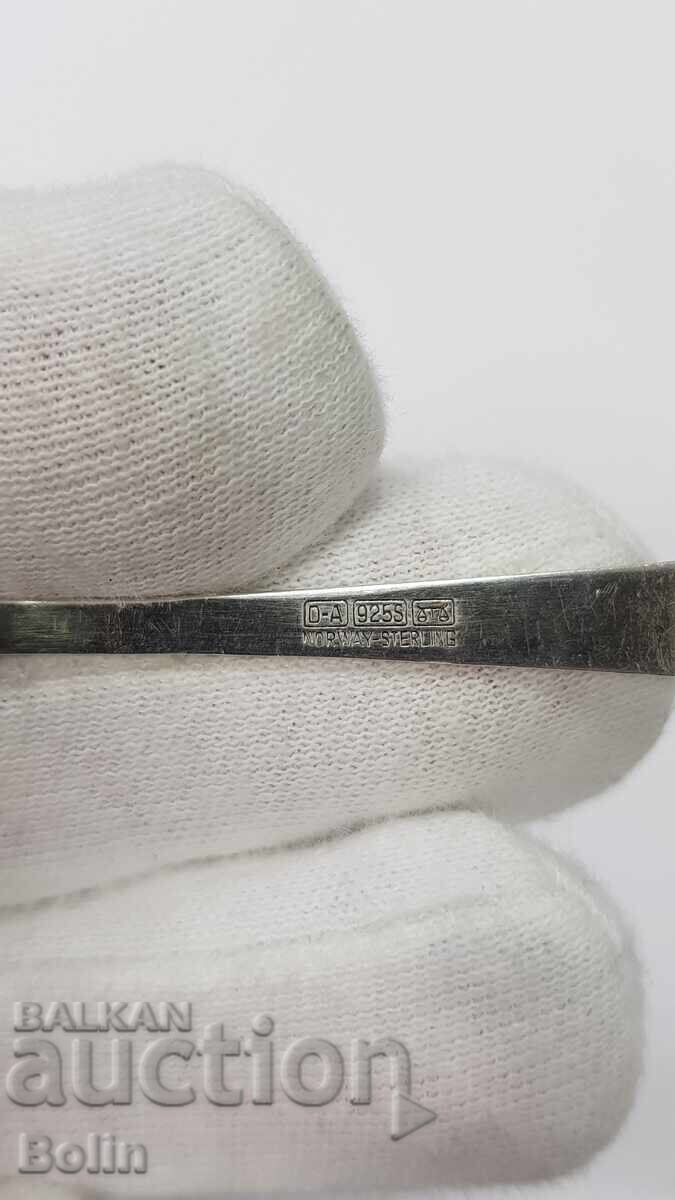 D-A 925S
NORWAY-STERLING
BALKAN
auction
Bolin